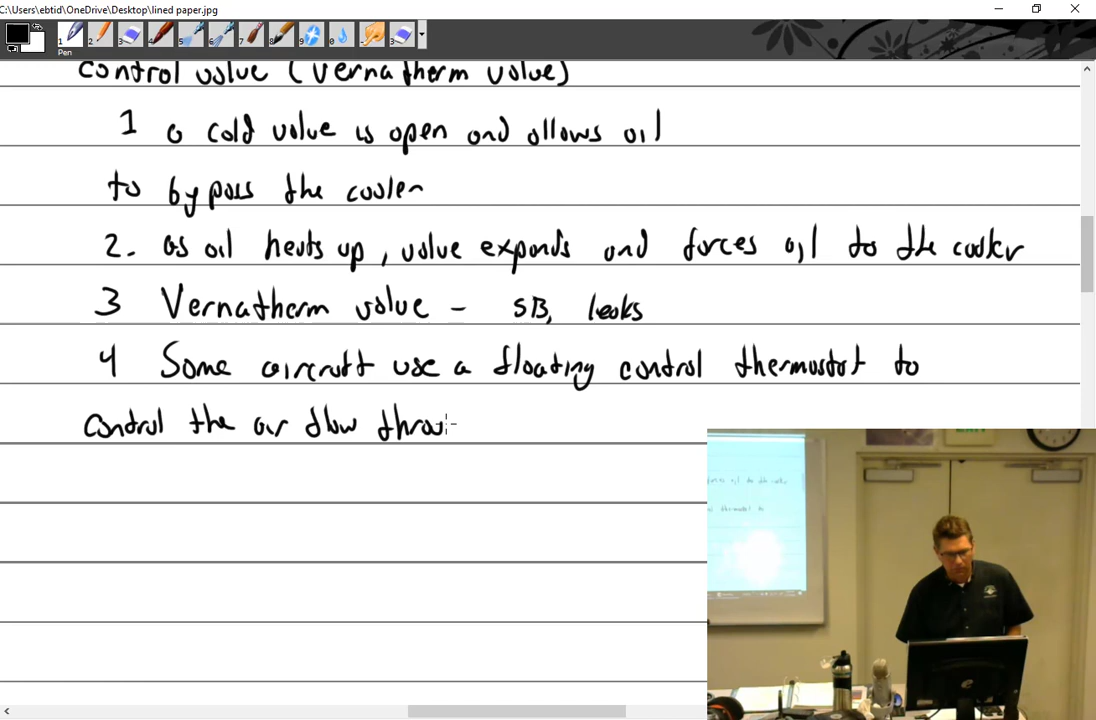 C:\Users\ebtid\OneDrive\Desktop\lined paper.jpg
Pen
control valve (Vernatherm valve)
1 a cold valve is open and allows oil
to bypass the cooler
2. as oil heats up, valve expands and forces oil to the cooler
3 Vernatherm valve - SB, leaks
4 Some aircraft use a floating control thermostat to
control the air flow throu